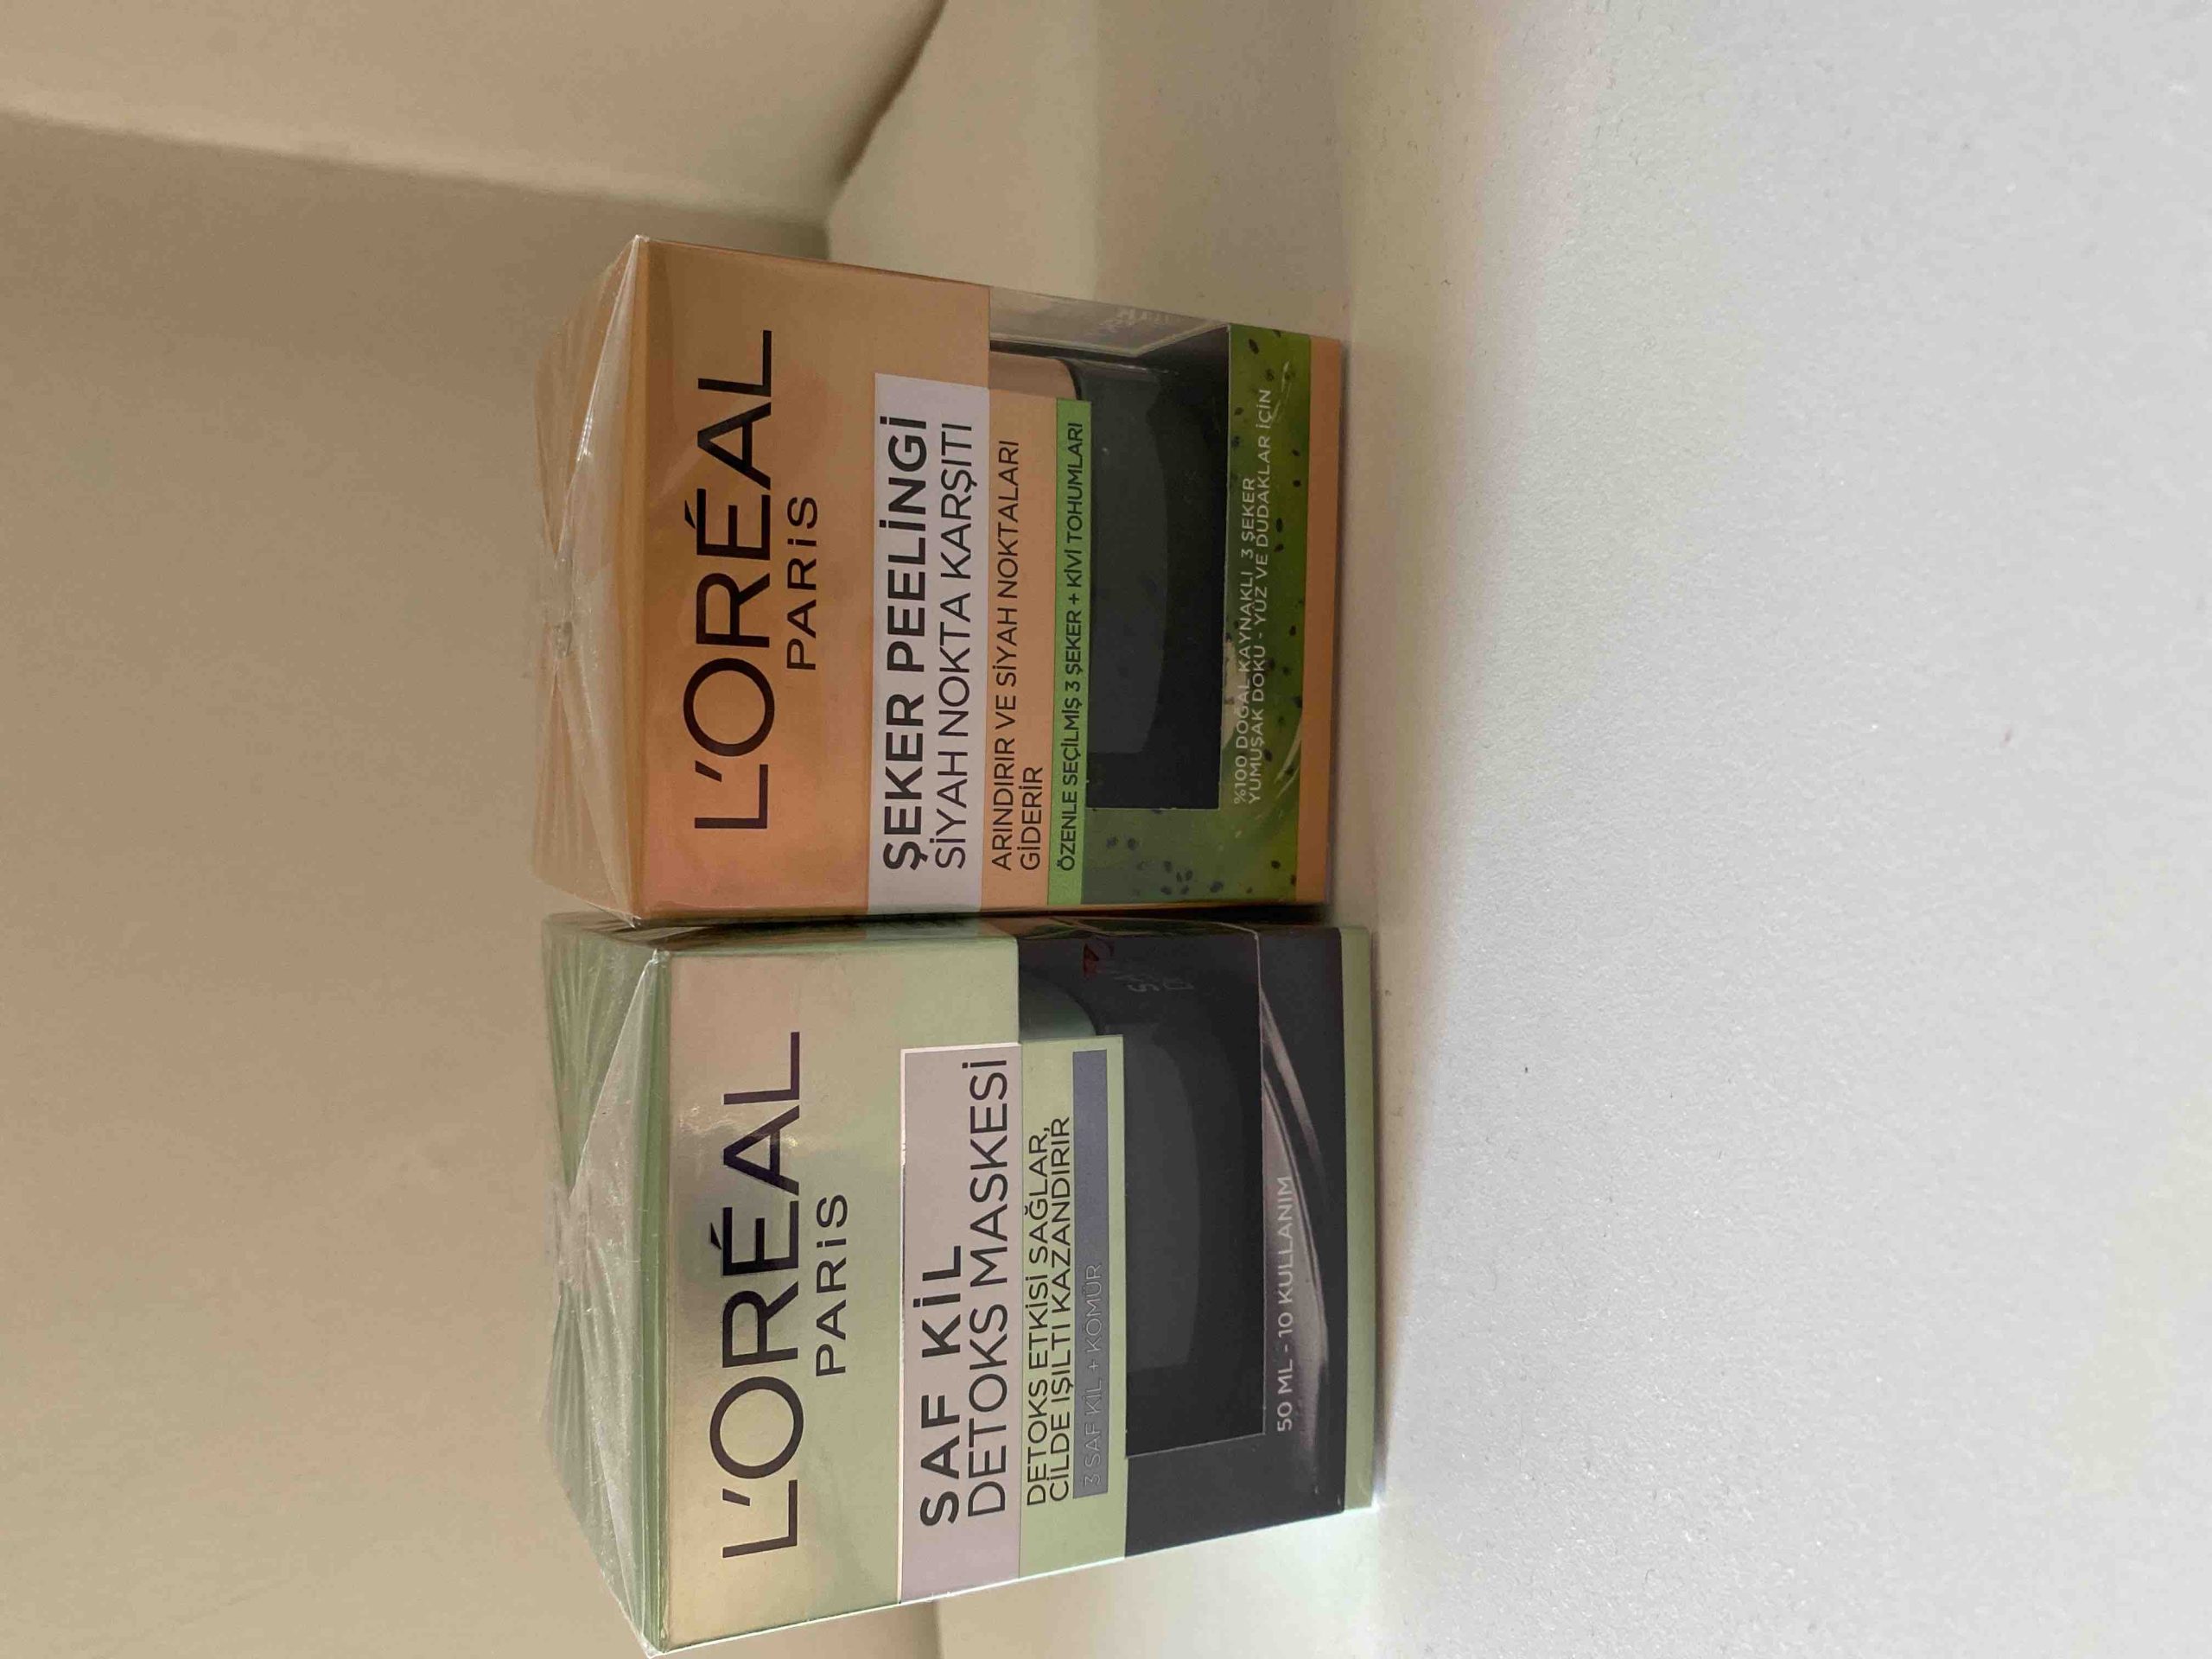 L'ORÉAL
PARiS
SAF KİL
DETOKS MASKESİ
DETOKS ETKİSİ SAĞLAR,
CİLDE IŞILTI KAZANDIRIR
3 SAF KİL + KÖMÜR
50 ML - 10 KULLANIM
L'ORÉAL
PARiS
ŞEKER PEELİNGİ
SİYAH NOKTA KARŞITI
ARINDIRIR VE SİYAH NOKTALARI
GİDERİR
ÖZENLE SEÇİLMİŞ 3 ŞEKER + KİVİ TOHUMLARI
%100 DOĞAL KAYNAKLI 3 ŞEKER
YUMUŞAK DOKU - YÜZ VE DUDAKLAR İÇİN